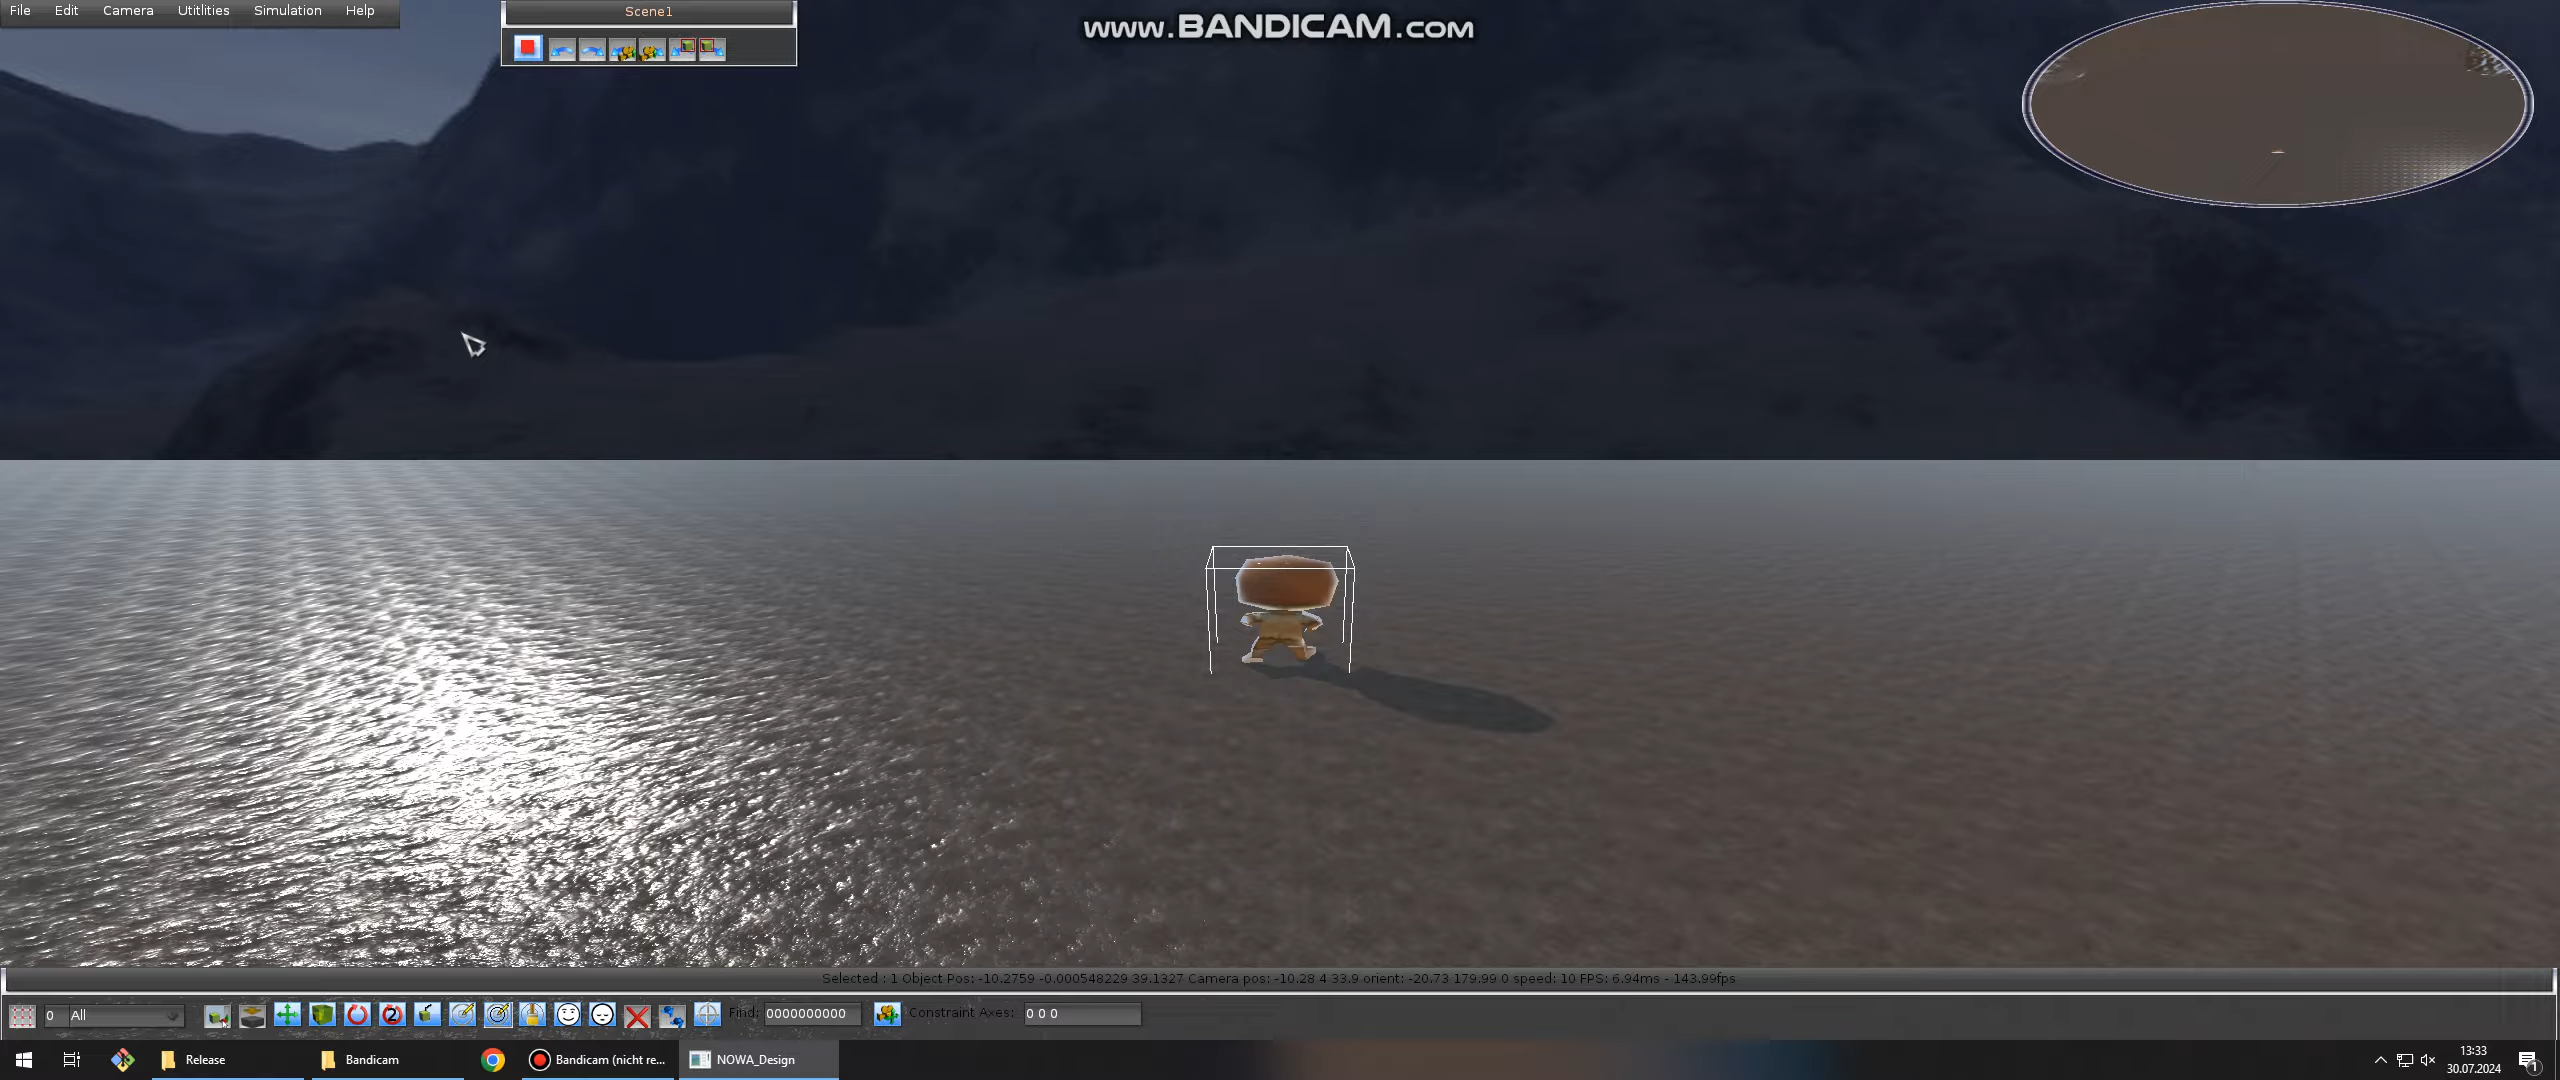 File Edit Camera Utitlities Simulation Help
Scene1
www.BANDICAM.com
Selected : 1 Object Pos: -10.2759 -0.000548229 39.1327 Camera pos: -10.28 4 33.9 orient: -20.73 179.99 0 speed: 10 FPS: 6.94ms - 143.99fps
0 All 2 Find: 0000000000 Constraint Axes: 0 0 0
Release Bandicam Bandicam (nicht re... NOWA_Design
13:33
30.07.2024
1